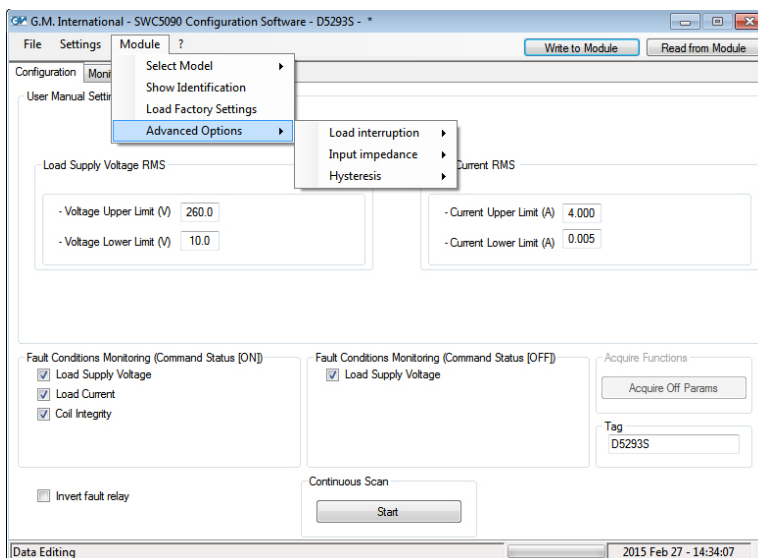 G.M. International - SWC5090 Configuration Software - D5293S - *
File Settings Module ?
Write to Module Read from Module
Configuration
Select Model
Show Identification
Load Factory Settings
Advanced Options
Load interruption
Input impedance
Hysteresis
Load Supply Voltage RMS
- Voltage Upper Limit (V) 260.0
- Voltage Lower Limit (V) 10.0
Current RMS
- Current Upper Limit (A) 4.000
- Current Lower Limit (A) 0.005
Fault Conditions Monitoring (Command Status [ON])
Load Supply Voltage
Load Current
Coil Integrity
Fault Conditions Monitoring (Command Status [OFF])
Load Supply Voltage
Acquire Functions
Acquire Off Params
Tag
D5293S
Invert fault relay
Continuous Scan
Start
Data Editing
2015 Feb 27 - 14:34:07